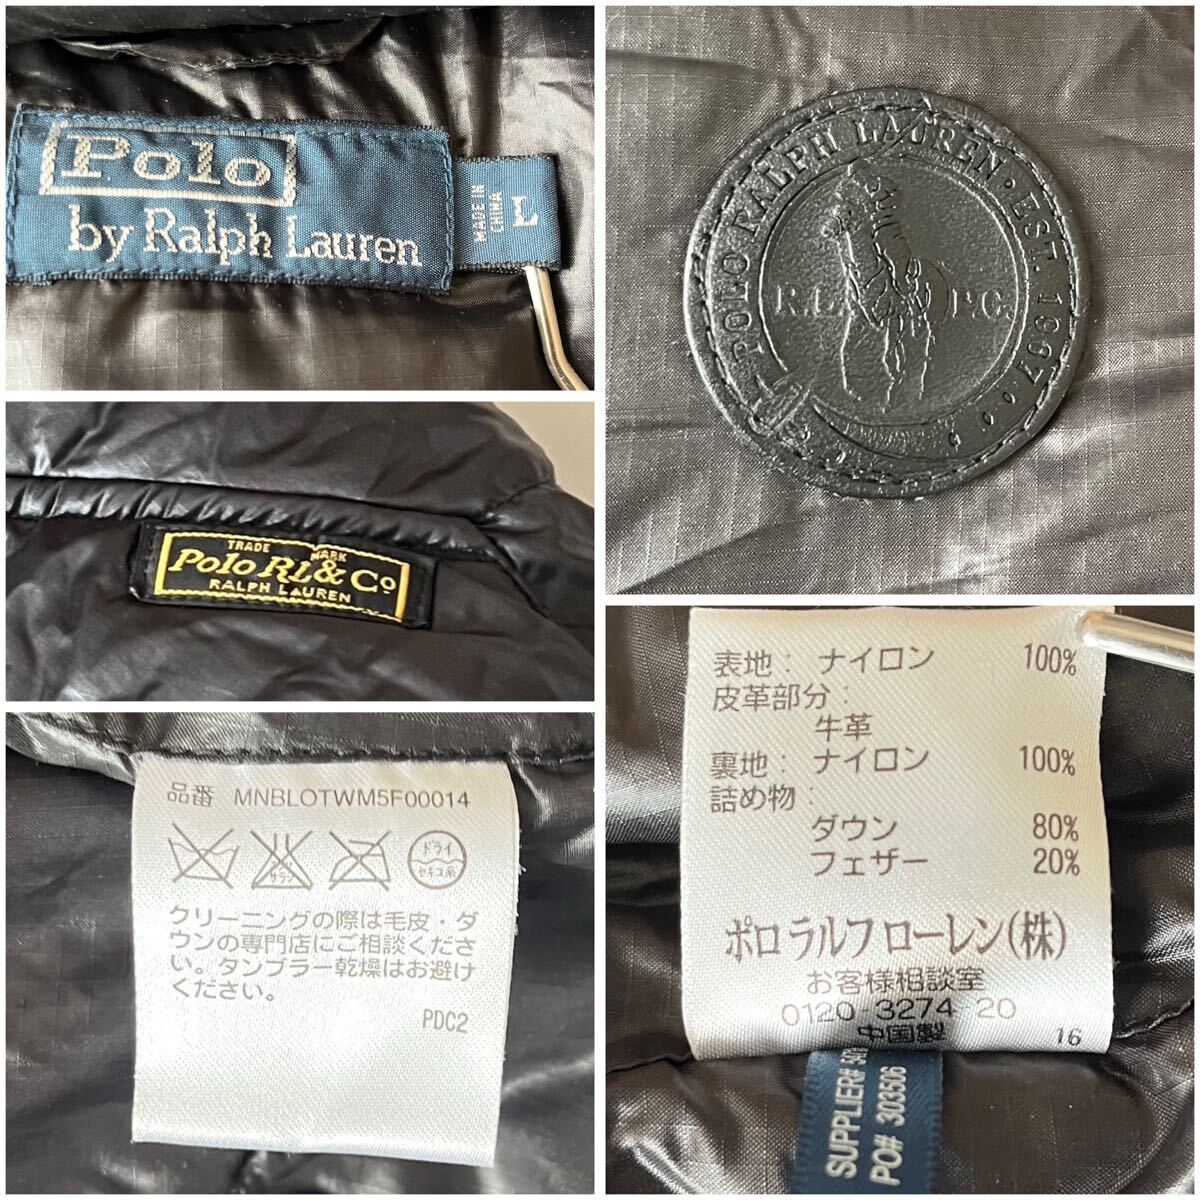 Polo
by Ralph Lauren
MADE IN
CHINA
L
POLO RALPH LAUREN · EST. 1967
R.L. P.C.
TRADE MARK
Polo RL & Co
RALPH LAUREN
品番 MNBLOTWM5F00014
サラシ
ドライ
セキユ系
クリーニングの際は毛皮・ダ
ウンの専門店にご相談くださ
い。タンブラー乾燥はお避け
ください。
PDC2
表地: ナイロン 100%
皮革部分:
牛革
裏地: ナイロン 100%
詰め物:
ダウン 80%
フェザー 20%
ポロ ラルフ ローレン(株)
お客様相談室
0120-3274-20
中国製 16
SUPPLIER#
PO# 303506